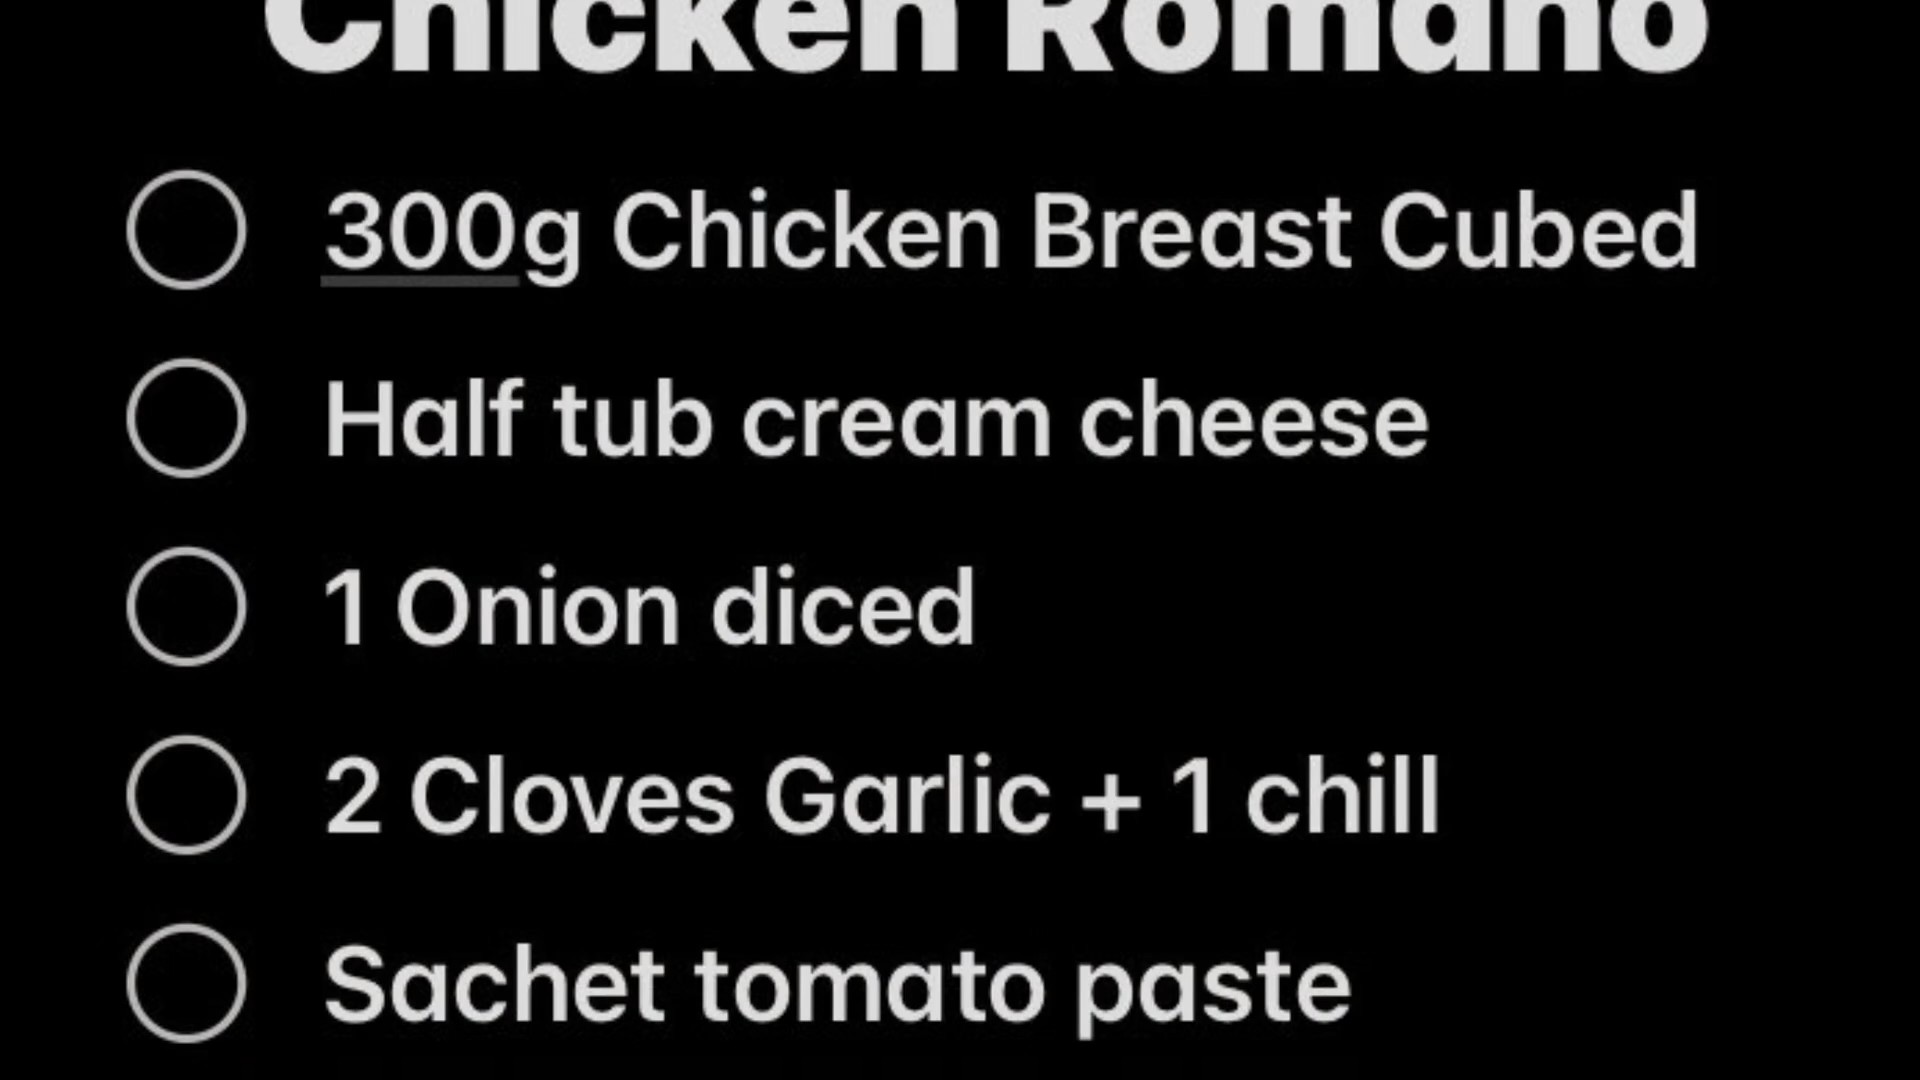 Chicken Romano
300g Chicken Breast Cubed
Half tub cream cheese
1 Onion diced
2 Cloves Garlic + 1 chill
Sachet tomato paste